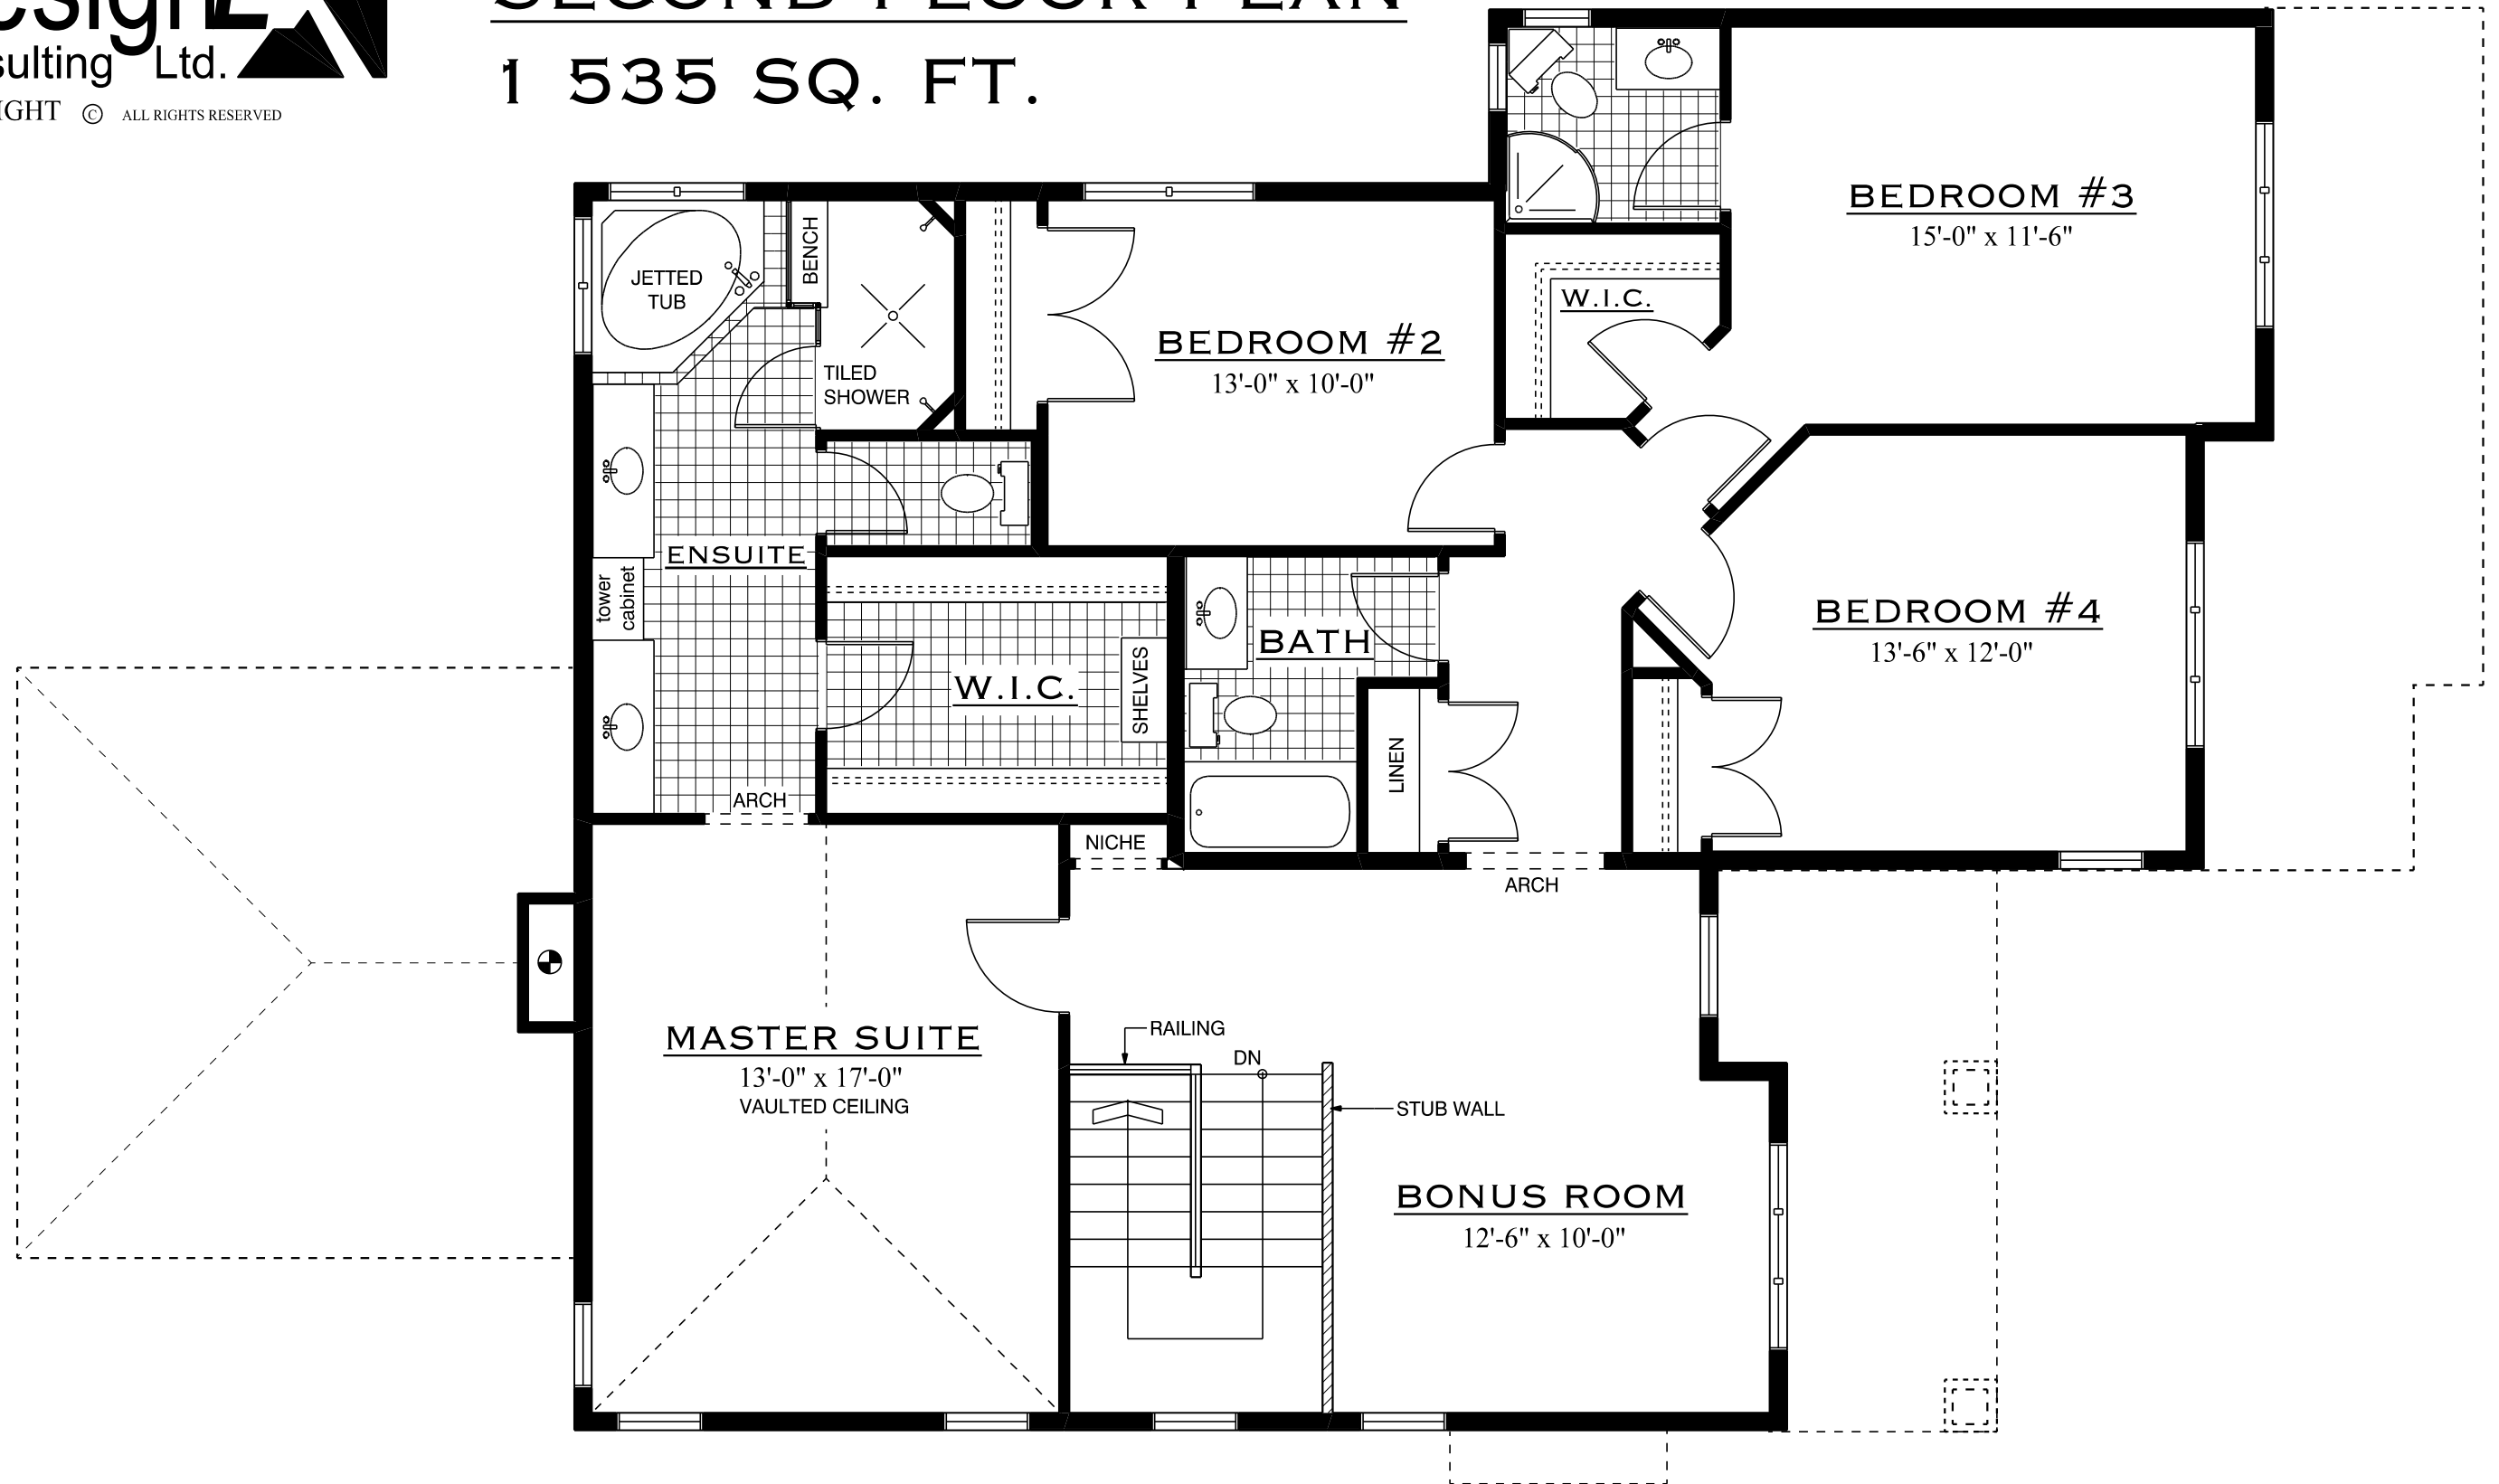 SECOND FLOOR PLAN
1 535 SQ. FT.
Ltd.
© ALL RIGHTS RESERVED
BEDROOM #3
15'-0" x 11'-6"
JETTED
TUB
BENCH
TILED
SHOWER
BEDROOM #2
13'-0" x 10'-0"
W.I.C.
ENSUITE
tower
cabinet
W.I.C.
SHELVES
BATH
LINEN
BEDROOM #4
13'-6" x 12'-0"
ARCH
NICHE
ARCH
MASTER SUITE
13'-0" x 17'-0"
VAULTED CEILING
RAILING
DN
STUB WALL
BONUS ROOM
12'-6" x 10'-0"